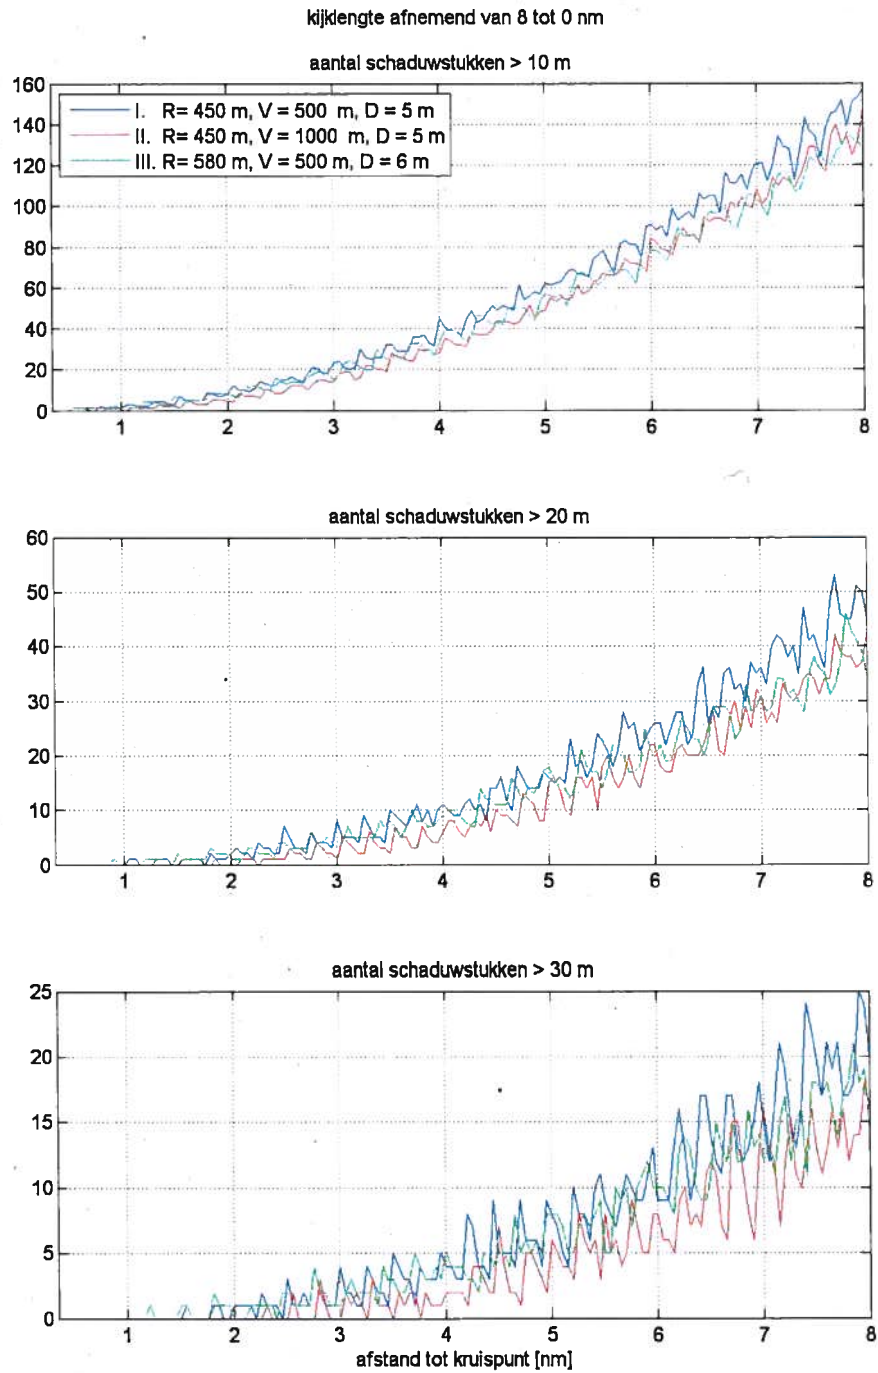 kijklengte afnemend van 8 tot 0 nm
aantal schaduwstukken > 10 m
160
140
120
100
80
60
40
20
0
I. R= 450 m, V = 500 m, D = 5 m
II. R= 450 m, V = 1000 m, D = 5 m
III. R= 580 m, V = 500 m, D = 6 m
1 2 3 4 5 6 7 8
aantal schaduwstukken > 20 m
60
50
40
30
20
10
0
1 2 3 4 5 6 7 8
aantal schaduwstukken > 30 m
25
20
15
10
5
0
1 2 3 4 5 6 7 8
afstand tot kruispunt [nm]